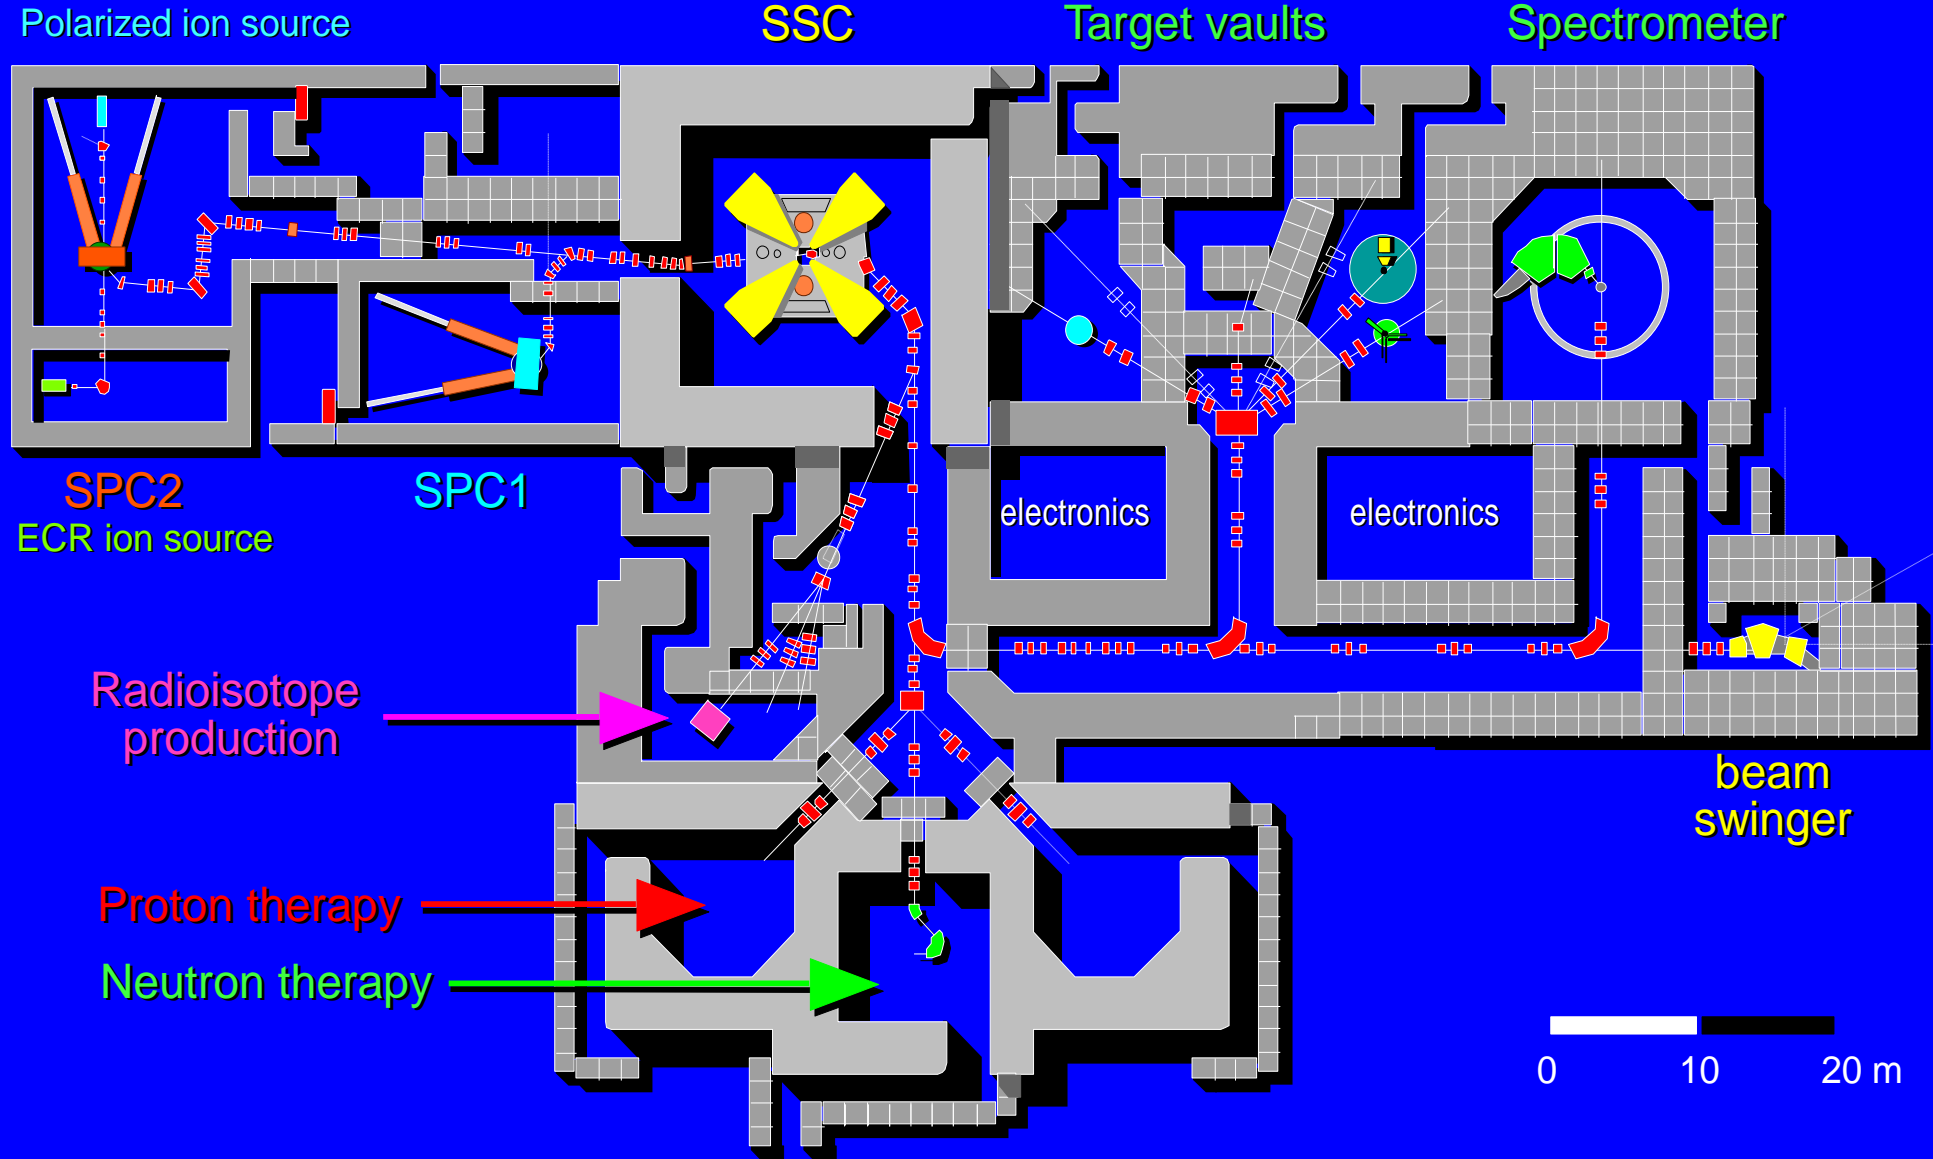 Polarized ion source
SSC
Target vaults
Spectrometer
SPC2
ECR ion source
SPC1
electronics
electronics
Radioisotope
production
beam
swinger
Proton therapy
Neutron therapy
0 10 20 m